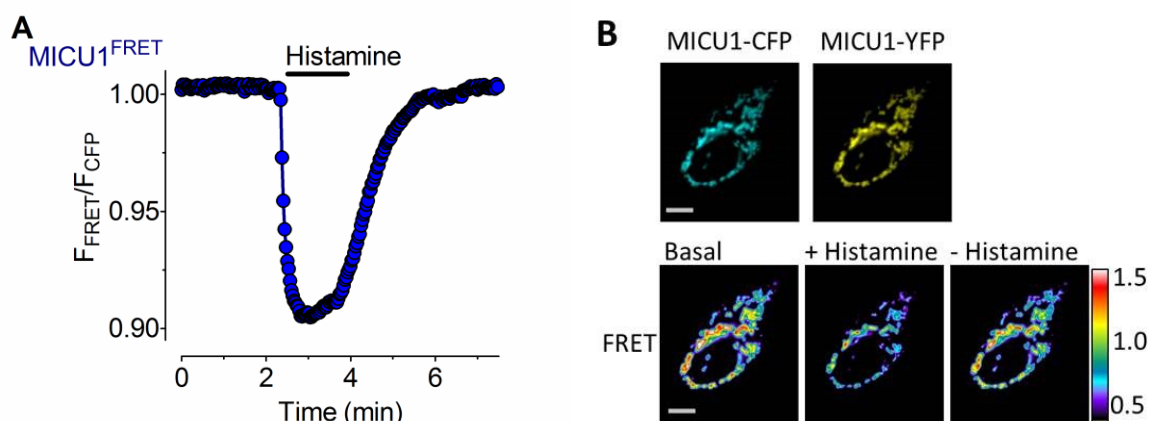 A
MICU1FRET
Histamine
1.00
0.95
0.90
FFRET/FCFP
0
2
4
6
Time (min)
B
MICU1-CFP
MICU1-YFP
Basal
+ Histamine
- Histamine
FRET
1.5
1.0
0.5